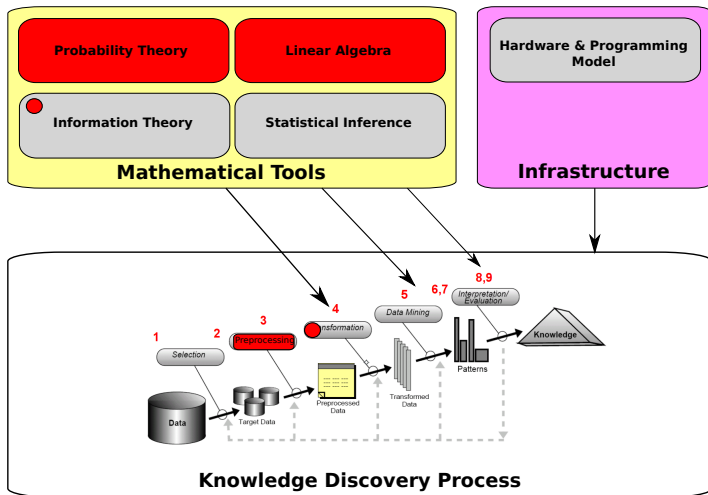 Probability Theory
Linear Algebra
Information Theory
Statistical Inference
Mathematical Tools
Hardware & Programming
Model
Infrastructure
1
Selection
2
3
Preprocessing
4
ansformation
5
Data Mining
6,7
8,9
Interpretation/
Evaluation
Data
Target Data
Preprocessed
Data
Transformed
Data
Patterns
Knowledge
Knowledge Discovery Process